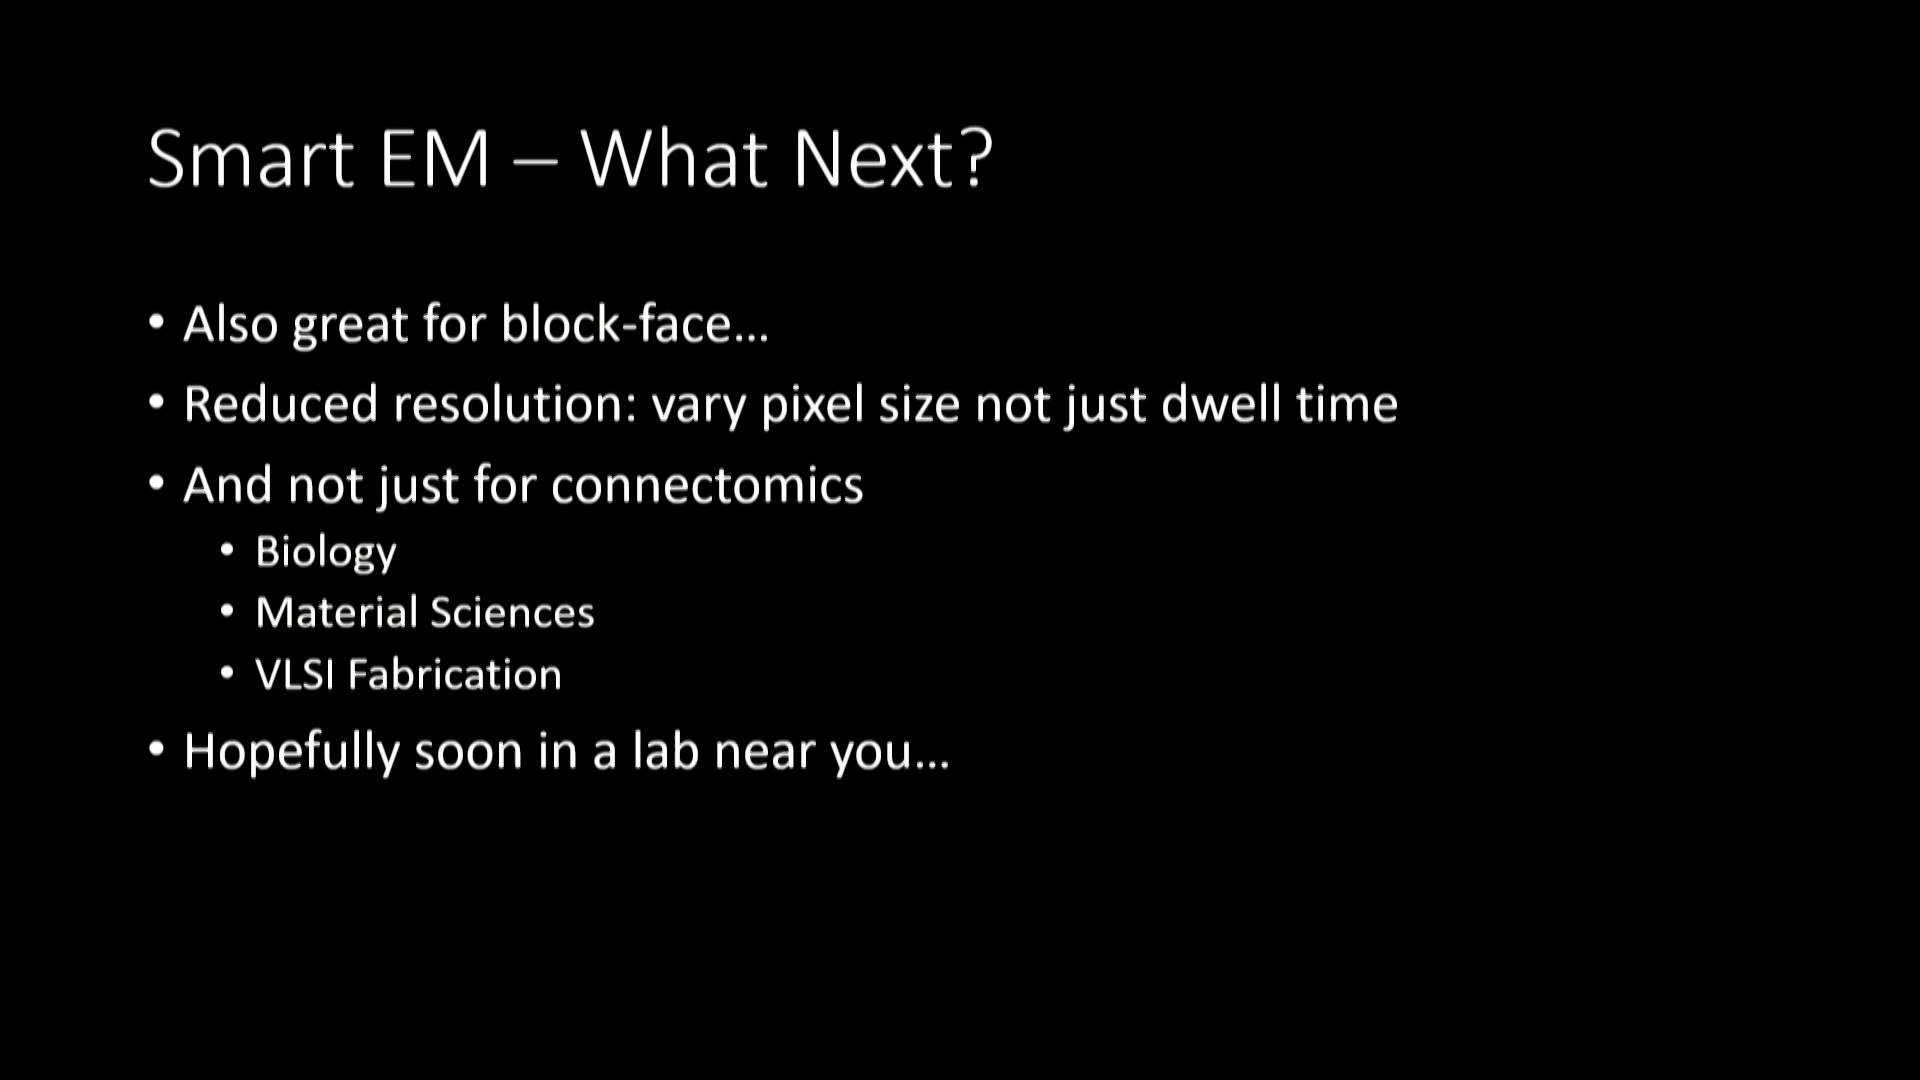 Smart EM – What Next?
• Also great for block-face...
• Reduced resolution: vary pixel size not just dwell time
• And not just for connectomics
• Biology
• Material Sciences
• VLSI Fabrication
• Hopefully soon in a lab near you...